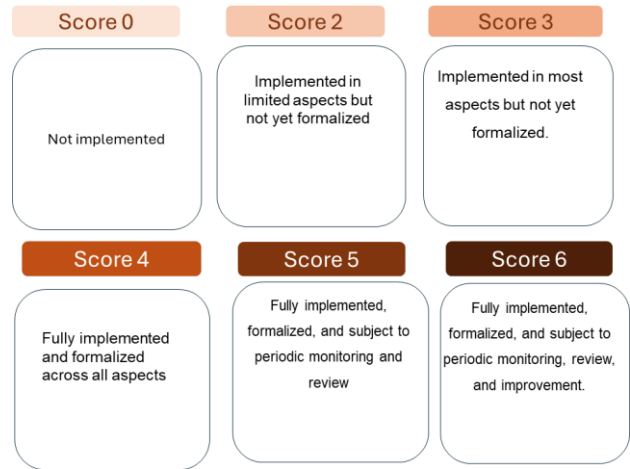 Score 0
Score 2
Score 3
Not implemented
Implemented in
limited aspects but
not yet formalized
Implemented in most
aspects but not yet
formalized.
Score 4
Score 5
Score 6
Fully implemented
and formalized
across all aspects
Fully implemented,
formalized, and subject to
periodic monitoring and
review
Fully implemented,
formalized, and subject to
periodic monitoring, review,
and improvement.